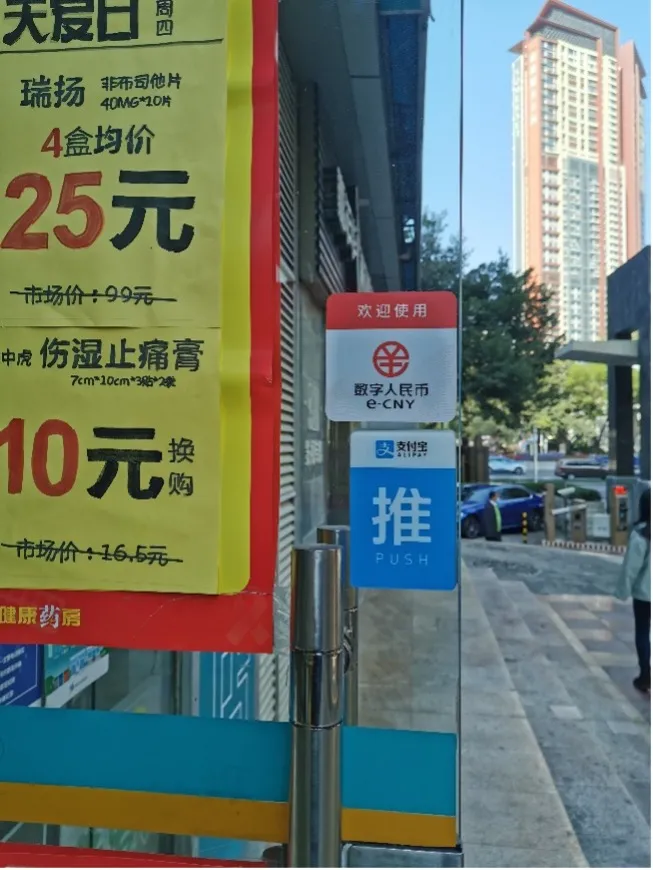 天爱日
周四
瑞扬 非布司他片
40MG*20片
4盒均价
25元
市场价：99元
中虎 伤湿止痛膏
7cm*10cm*3贴*2袋
10元 换购
市场价：16.5元
健康药房
欢迎使用
数字人民币
e-CNY
支付宝
ALIPAY
推
PUSH